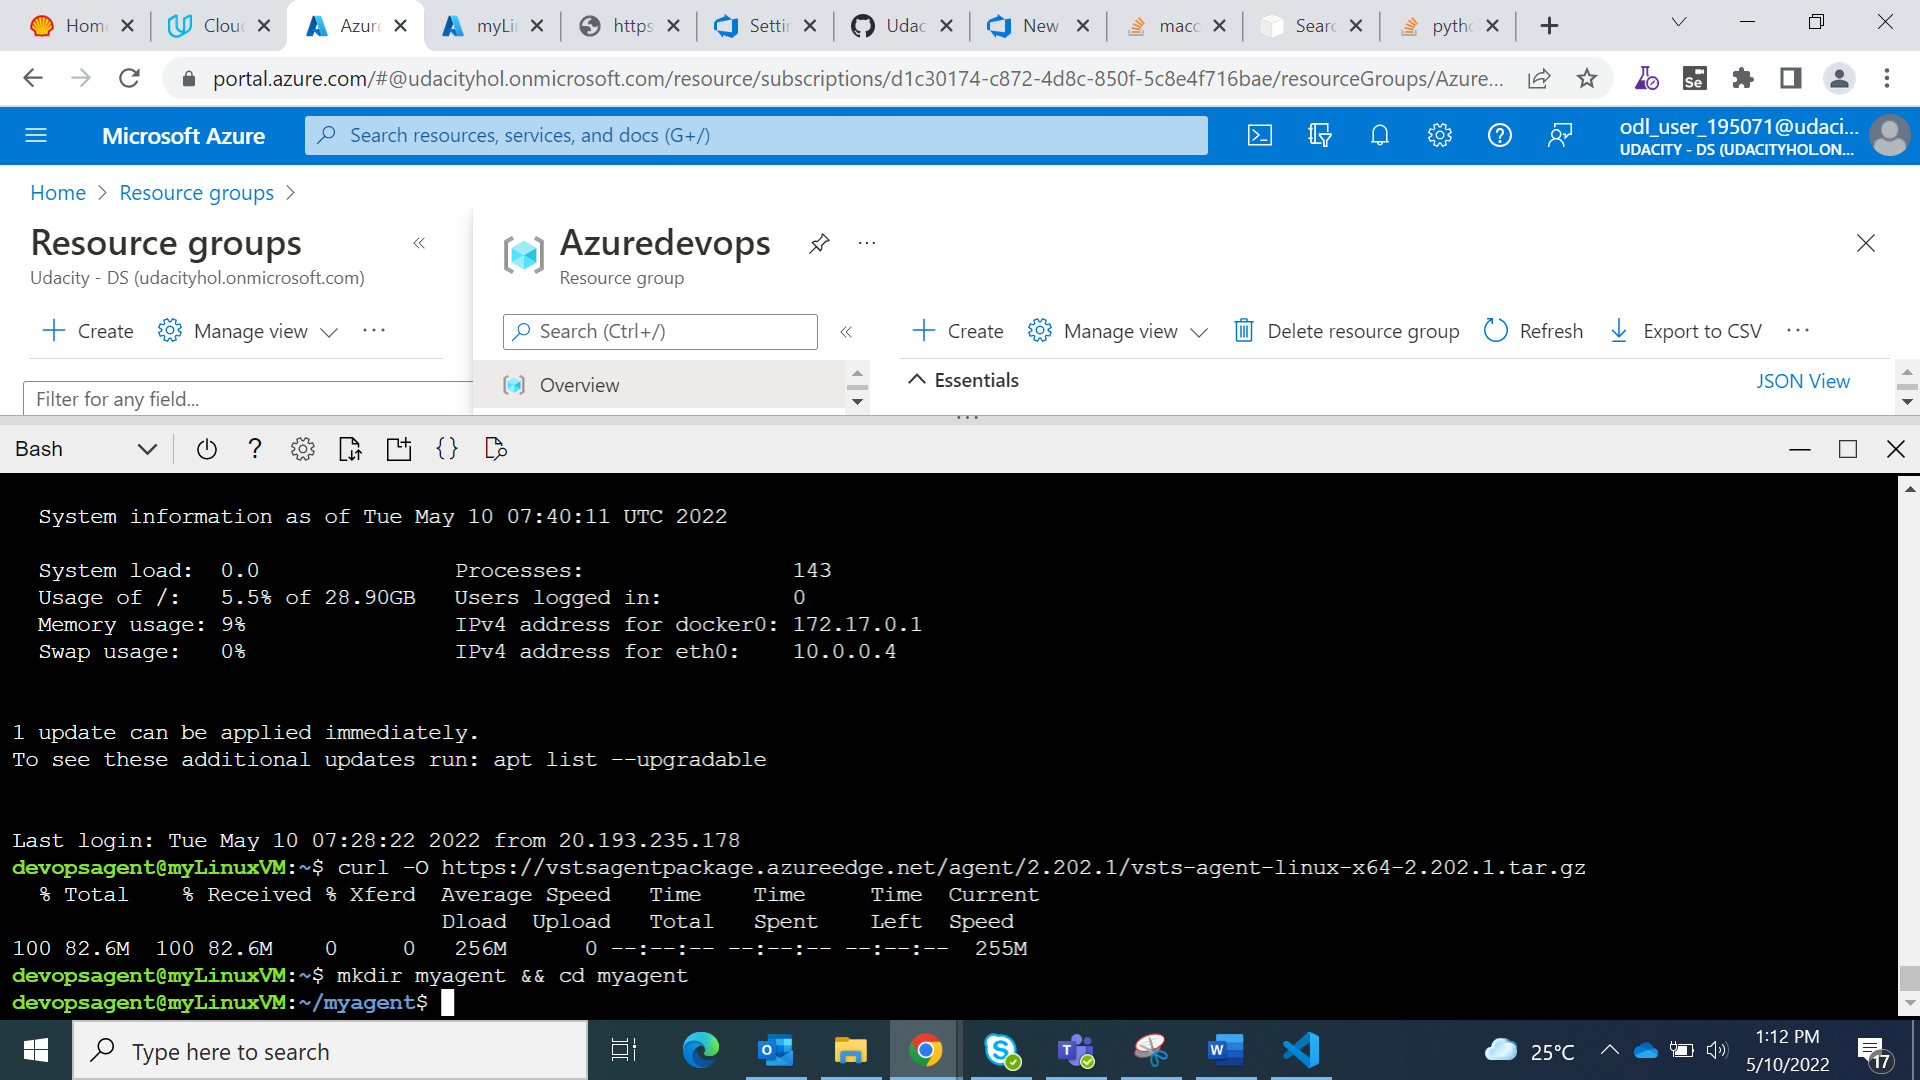 Home
Clou
Azure
myLi
https
Settin
Udac
New
maco
Searc
pytho
portal.azure.com/#@udacityhol.onmicrosoft.com/resource/subscriptions/d1c30174-c872-4d8c-850f-5c8e4f716bae/resourceGroups/Azure...
Se
Microsoft Azure
Search resources, services, and docs (G+/)
odl_user_195071@udaci...
UDACITY - DS (UDACITYHOL.ON...
Home > Resource groups >
Resource groups
Udacity - DS (udacityhol.onmicrosoft.com)
Create
Manage view
Filter for any field...
Azuredevops
Resource group
Search (Ctrl+/)
Overview
Create
Manage view
Delete resource group
Refresh
Export to CSV
Essentials
JSON View
Bash
System information as of Tue May 10 07:40:11 UTC 2022
System load:  0.0               Processes:                143
Usage of /:   5.5% of 28.90GB   Users logged in:          0
Memory usage: 9%                IPv4 address for docker0: 172.17.0.1
Swap usage:   0%                IPv4 address for eth0:    10.0.0.4
1 update can be applied immediately.
To see these additional updates run: apt list --upgradable
Last login: Tue May 10 07:28:22 2022 from 20.193.235.178
devopsagent@myLinuxVM:~$ curl -O https://vstsagentpackage.azureedge.net/agent/2.202.1/vsts-agent-linux-x64-2.202.1.tar.gz
  % Total    % Received % Xferd  Average Speed   Time    Time     Time  Current
                                 Dload  Upload   Total   Spent    Left  Speed
100 82.6M  100 82.6M    0     0   256M      0 --:--:-- --:--:-- --:--:--  255M
devopsagent@myLinuxVM:~$ mkdir myagent && cd myagent
devopsagent@myLinuxVM:~/myagent$
Type here to search
25°C
1:12 PM
5/10/2022
17